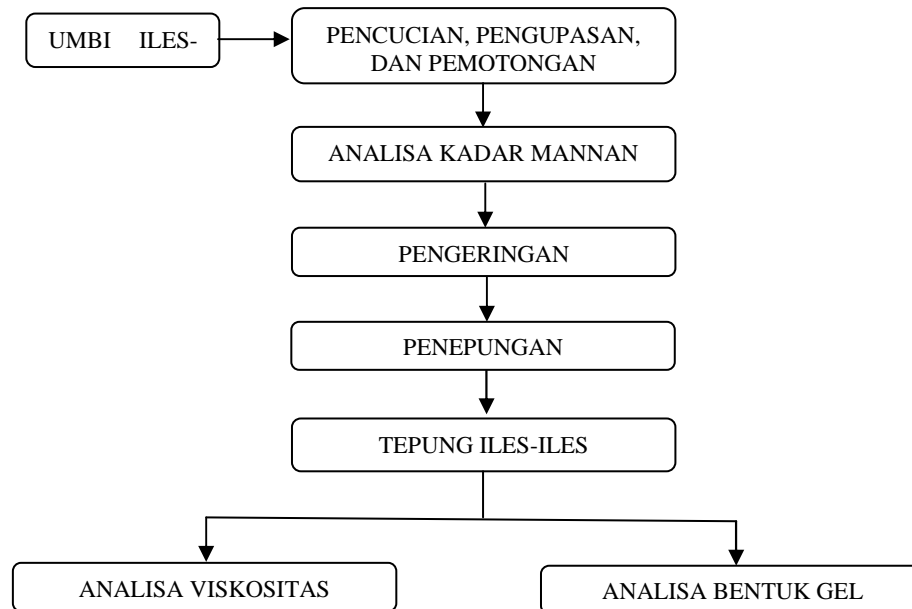 UMBI ILES-
PENCUCIAN, PENGUPASAN,
DAN PEMOTONGAN
ANALISA KADAR MANNAN
PENGERINGAN
PENEPUNGAN
TEPUNG ILES-ILES
ANALISA VISKOSITAS
ANALISA BENTUK GEL